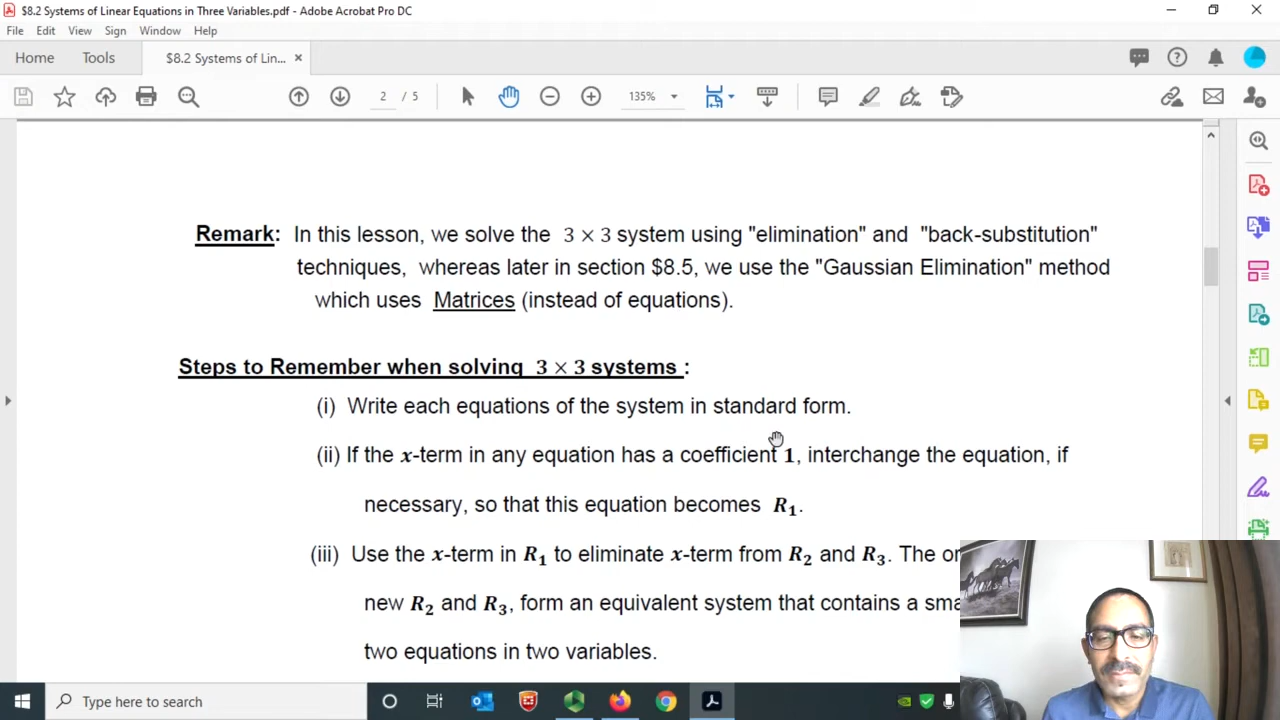 $8.2 Systems of Linear Equations in Three Variables.pdf - Adobe Acrobat Pro DC
File Edit View Sign Window Help
Home Tools $8.2 Systems of Lin... ×
2 / 5 135%
Remark: In this lesson, we solve the 3 × 3 system using "elimination" and "back-substitution"
techniques, whereas later in section $8.5, we use the "Gaussian Elimination" method
which uses Matrices (instead of equations).
Steps to Remember when solving 3 × 3 systems :
(i) Write each equations of the system in standard form.
(ii) If the x-term in any equation has a coefficient 1, interchange the equation, if
necessary, so that this equation becomes R₁.
(iii) Use the x-term in R₁ to eliminate x-term from R₂ and R₃. The
new R₂ and R₃, form an equivalent system that contains a
two equations in two variables.
Type here to search